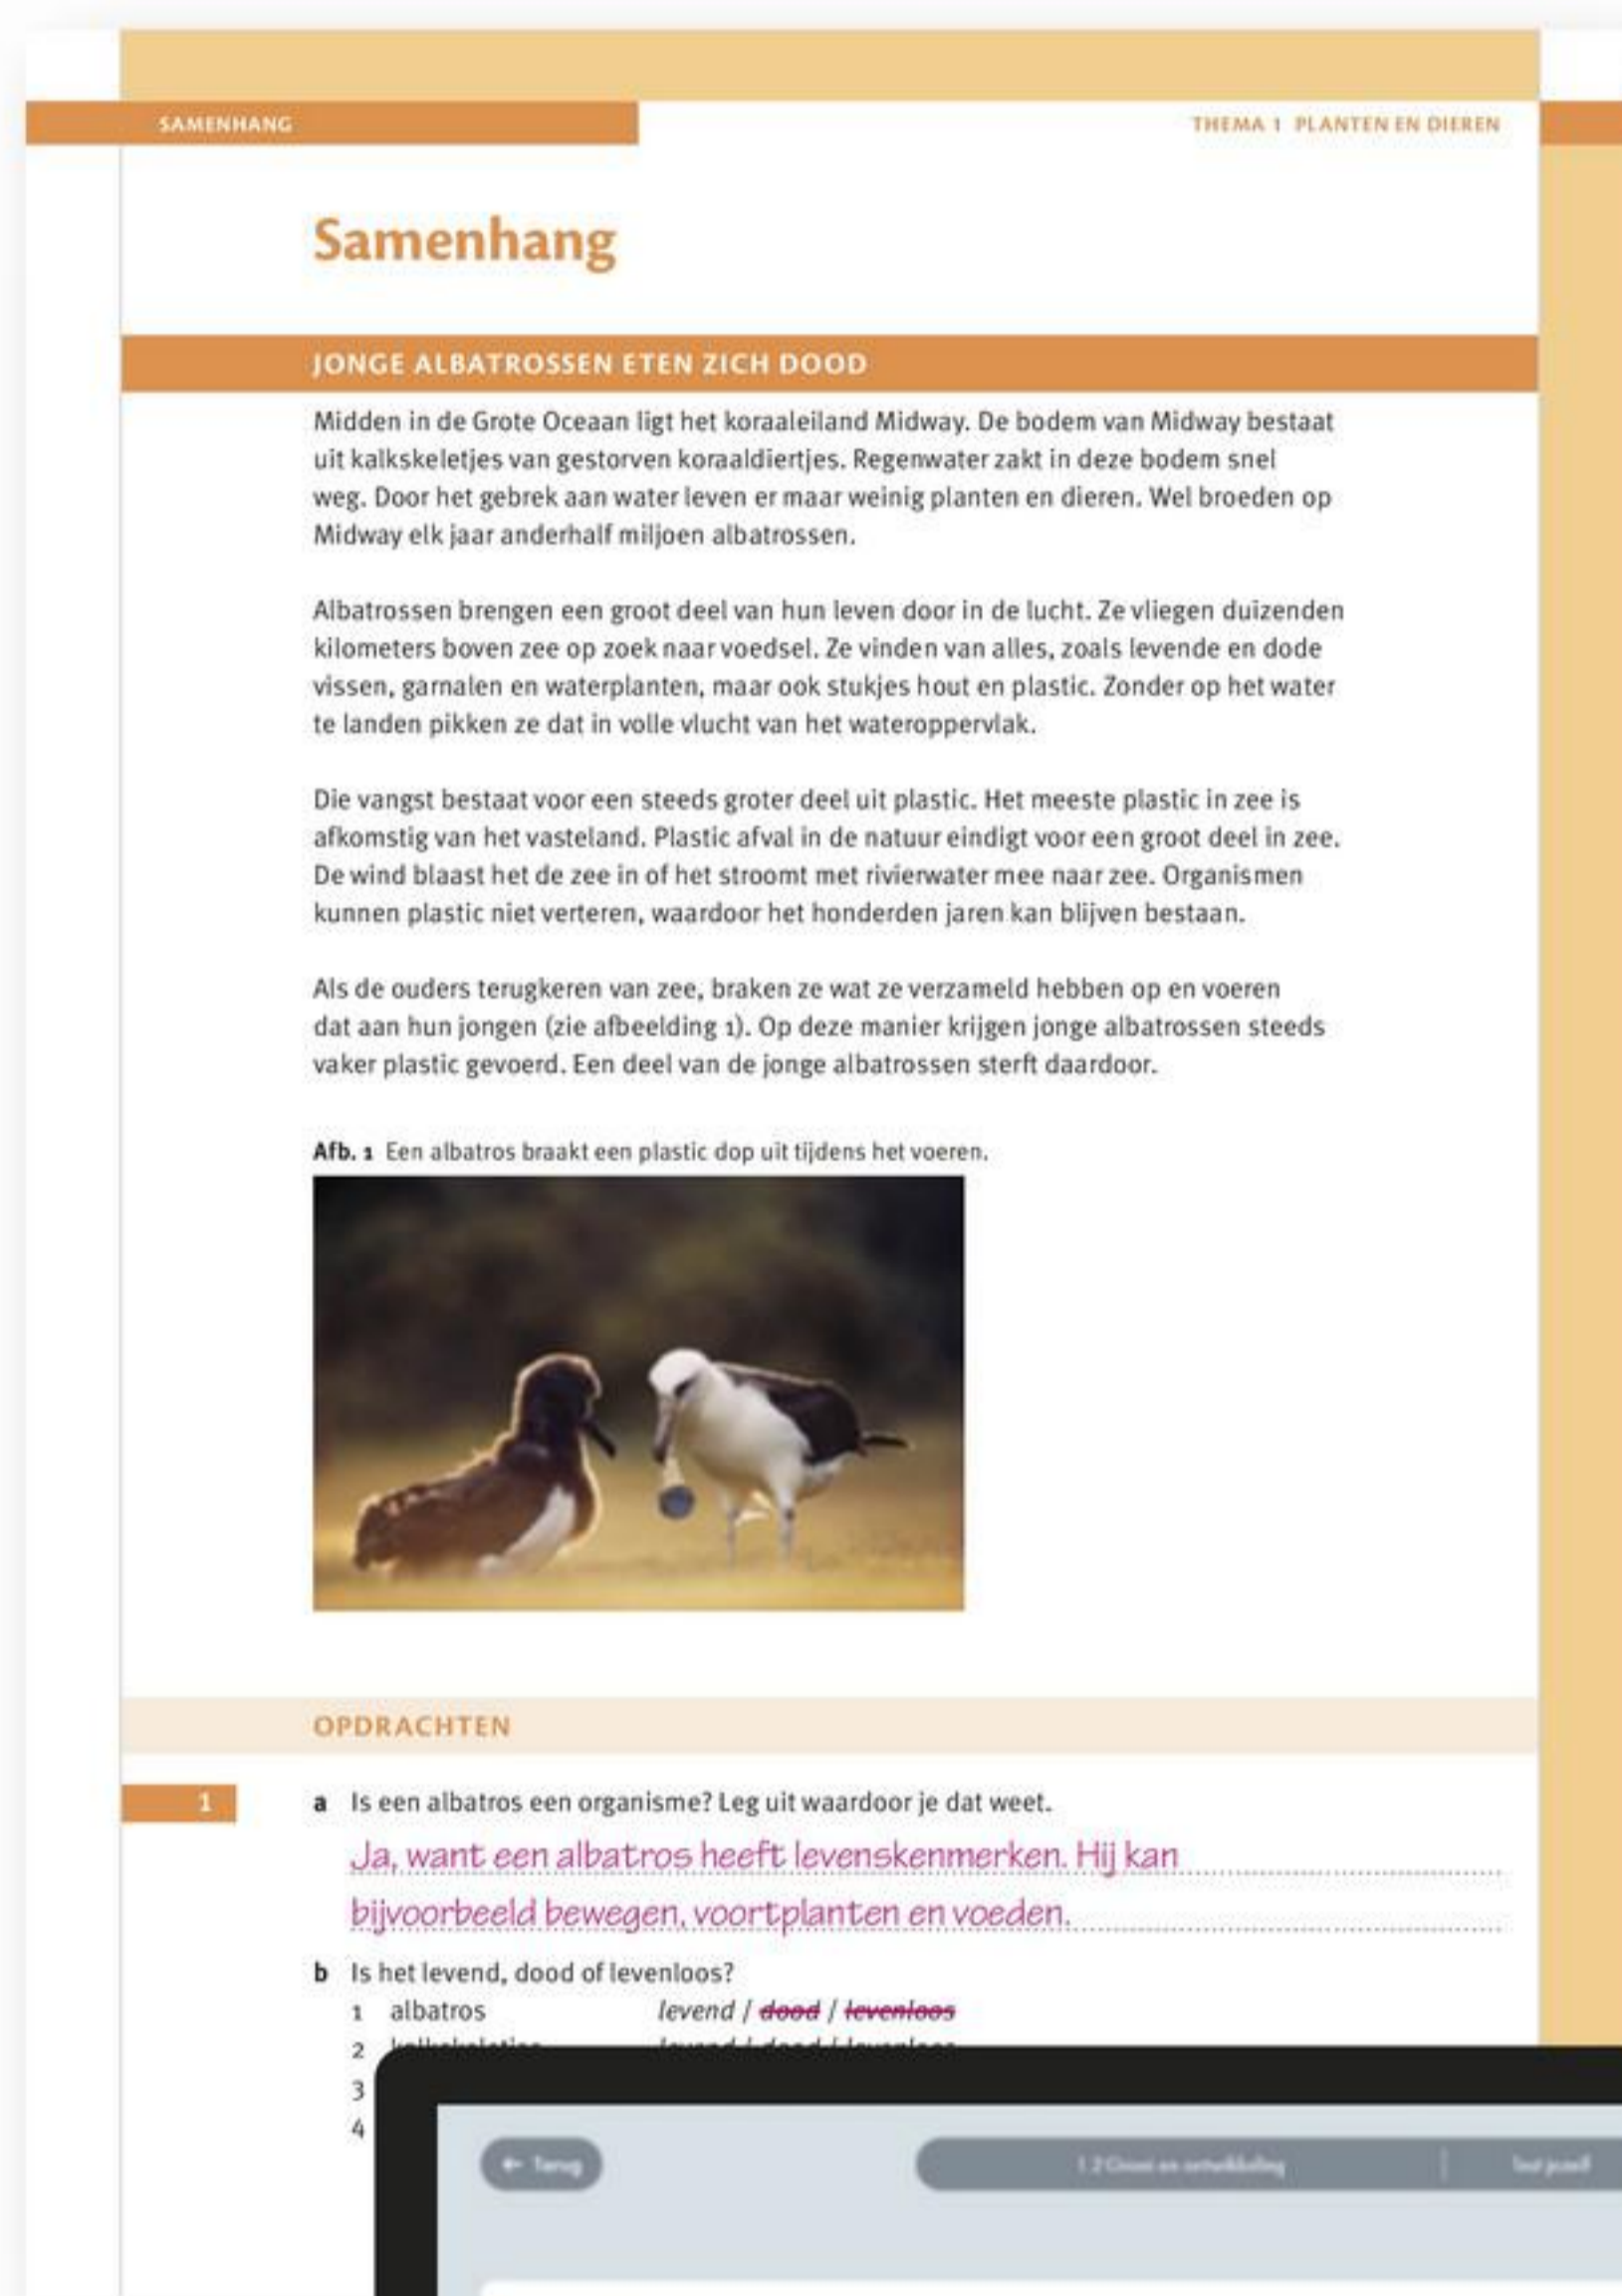 SAMENHANG
THEMA 1 PLANTEN EN DIEREN
Samenhang
JONGE ALBATROSSEN ETEN ZICH DOOD
Midden in de Grote Oceaan ligt het koraaleiland Midway. De bodem van Midway bestaat
uit kalkskeletjes van gestorven koraaldiertjes. Regenwater zakt in deze bodem snel
weg. Door het gebrek aan water leven er maar weinig planten en dieren. Wel broeden op
Midway elk jaar anderhalf miljoen albatrossen.
Albatrossen brengen een groot deel van hun leven door in de lucht. Ze vliegen duizenden
kilometers boven zee op zoek naar voedsel. Ze vinden van alles, zoals levende en dode
vissen, garnalen en waterplanten, maar ook stukjes hout en plastic. Zonder op het water
te landen pikken ze dat in volle vlucht van het wateroppervlak.
Die vangst bestaat voor een steeds groter deel uit plastic. Het meeste plastic in zee is
afkomstig van het vasteland. Plastic afval in de natuur eindigt voor een groot deel in zee.
De wind blaast het de zee in of het stroomt met rivierwater mee naar zee. Organismen
kunnen plastic niet verteren, waardoor het honderden jaren kan blijven bestaan.
Als de ouders terugkeren van zee, braken ze wat ze verzameld hebben op en voeren
dat aan hun jongen (zie afbeelding 1). Op deze manier krijgen jonge albatrossen steeds
vaker plastic gevoerd. Een deel van de jonge albatrossen sterft daardoor.
Afb. 1 Een albatros braakt een plastic dop uit tijdens het voeren.
OPDRACHTEN
1
a Is een albatros een organisme? Leg uit waardoor je dat weet.
Ja, want een albatros heeft levenskenmerken. Hij kan
bijvoorbeeld bewegen, voortplanten en voeden.
b Is het levend, dood of levenloos?
1 albatros levend / dood / levenloos
2 levend / dood / levenloos
3
4
← Terug